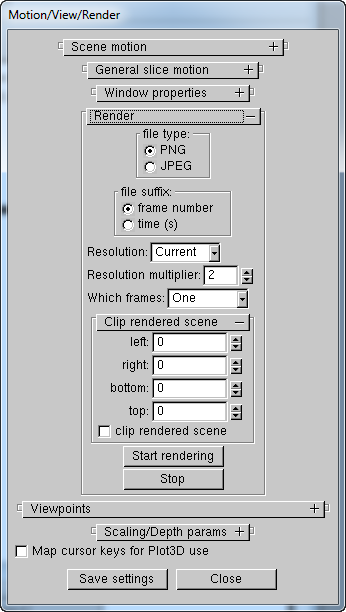 Motion/View/Render
Scene motion +
General slice motion +
Window properties +
Render −
file type:
PNG
JPEG
file suffix:
frame number
time (s)
Resolution: Current
Resolution multiplier: 2
Which frames: One
Clip rendered scene −
left: 0
right: 0
bottom: 0
top: 0
clip rendered scene
Start rendering
Stop
Viewpoints +
Scaling/Depth params +
Map cursor keys for Plot3D use
Save settings Close